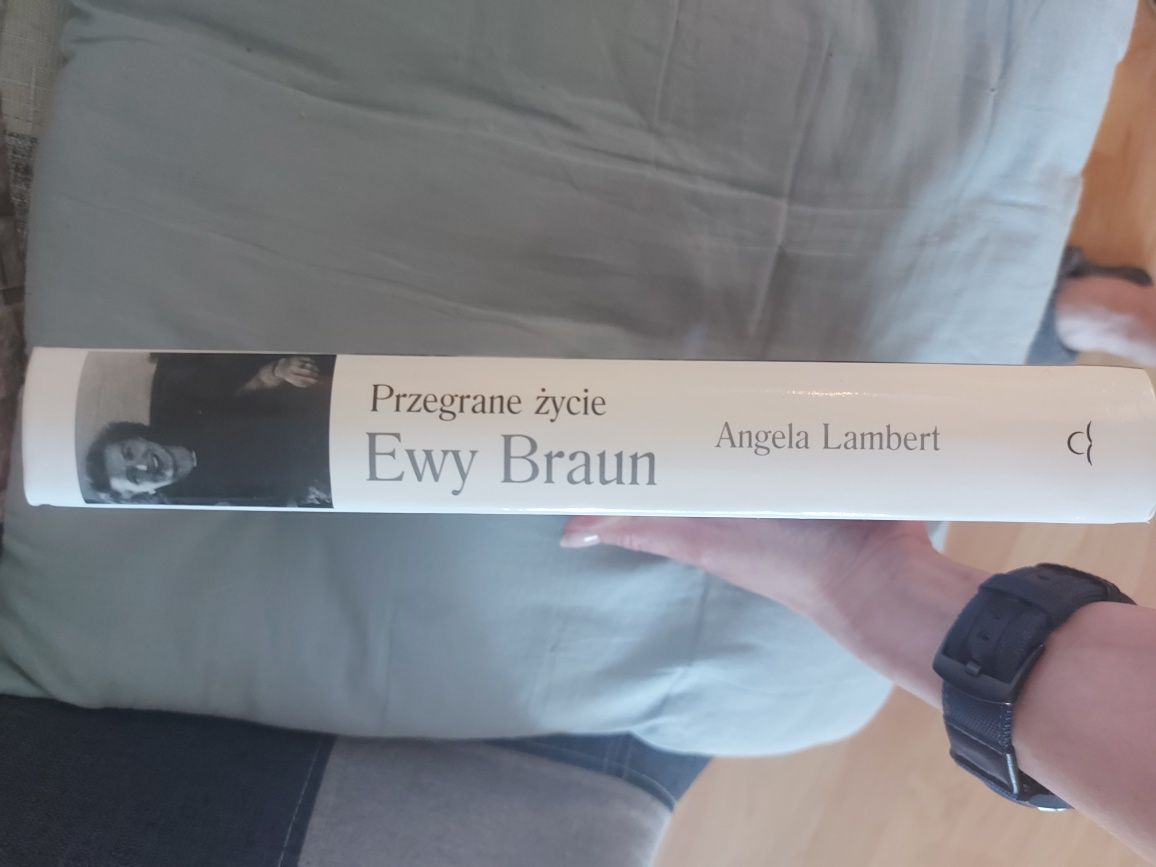 Przegrane życie
Ewy Braun
Angela Lambert